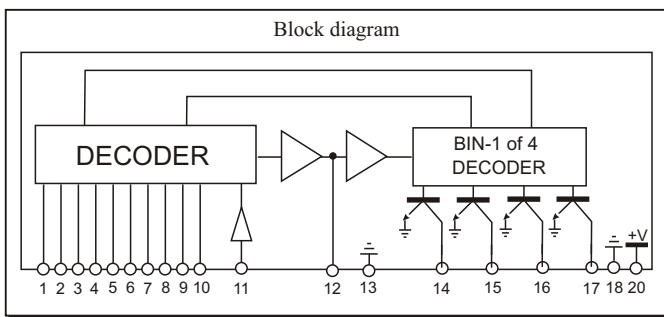 Block diagram
DECODER
BIN-1 of 4
DECODER
+V
1 2 3 4 5 6 7 8 9 10 11 12 13 14 15 16 17 18 20